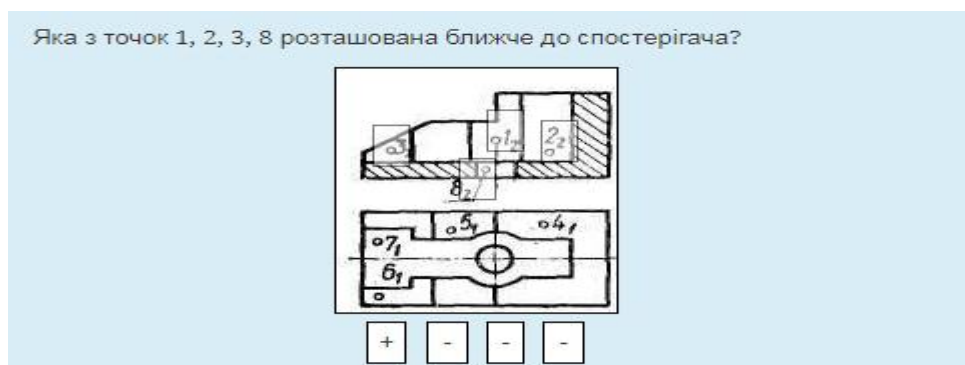 Яка з точок 1, 2, 3, 8 розташована ближче до спостерігача?
3 1₂ 2₂
8₂
5₁ 4₁
7₁
6₁
+ - - -